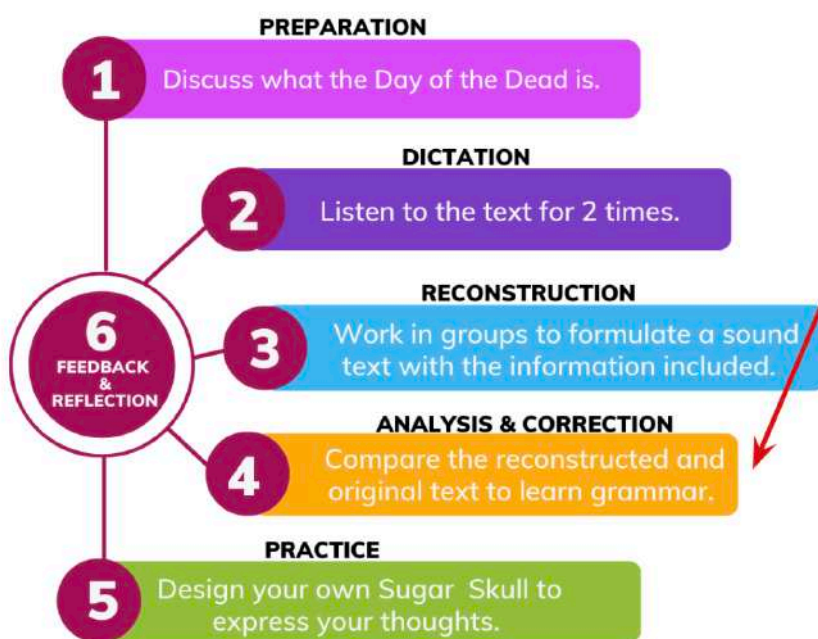 PREPARATION
1
Discuss what the Day of the Dead is.
DICTATION
2
Listen to the text for 2 times.
RECONSTRUCTION
3
Work in groups to formulate a sound
text with the information included.
6
FEEDBACK
&
REFLECTION
ANALYSIS & CORRECTION
4
Compare the reconstructed and
original text to learn grammar.
PRACTICE
5
Design your own Sugar Skull to
express your thoughts.